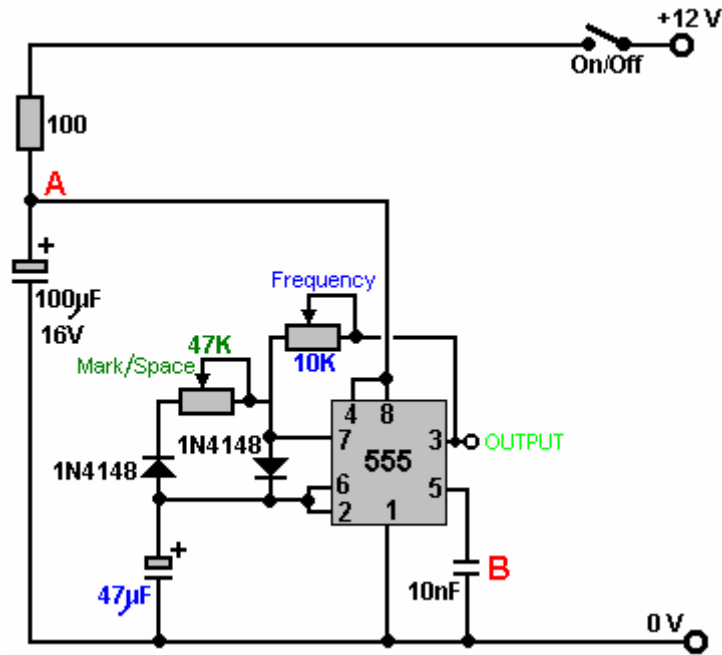 +12 V
On/Off
100
A
+
100µF
16V
Frequency
10K
47K
Mark/Space
4 8
7
1N4148
3
OUTPUT
555
1N4148
6
5
2
1
+
47µF
B
10nF
0 V